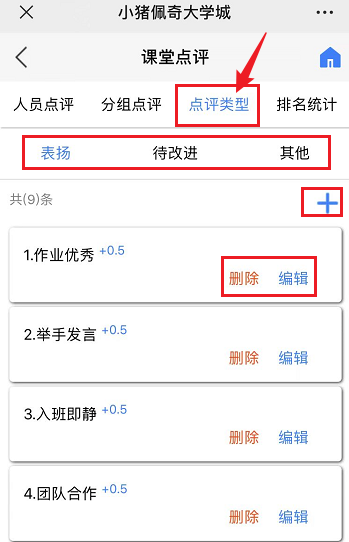 小猪佩奇大学城
课堂点评
人员点评 分组点评 点评类型 排名统计
表扬 待改进 其他
共(9)条
1.作业优秀 +0.5
删除 编辑
2.举手发言 +0.5
删除 编辑
3.入班即静 +0.5
删除 编辑
4.团队合作 +0.5
删除 编辑